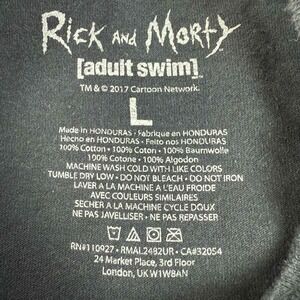 Rick AND Morty
[adult swim]
TM & © 2017 Cartoon Network.
L
Made in HONDURAS • Fabrique en HONDURAS
Hecho en HONDURAS • Feito nos HONDURAS
100% Cotton • 100% Coton • 100% Baumwolle
100% Cotone • 100% Algodon
MACHINE WASH COLD WITH LIKE COLORS
TUMBLE DRY LOW • DO NOT BLEACH • DO NOT IRON
LAVER A LA MACHINE A L'EAU FROIDE
AVEC COULEURS SIMILAIRES
SECHER A LA MACHINE CYCLE DOUX
NE PAS JAVELLISER • NE PAS REPASSER
RN#110927 • RMAL2492UR • CA#32054
24 Market Place, 3rd Floor
London, UK W1W8AN